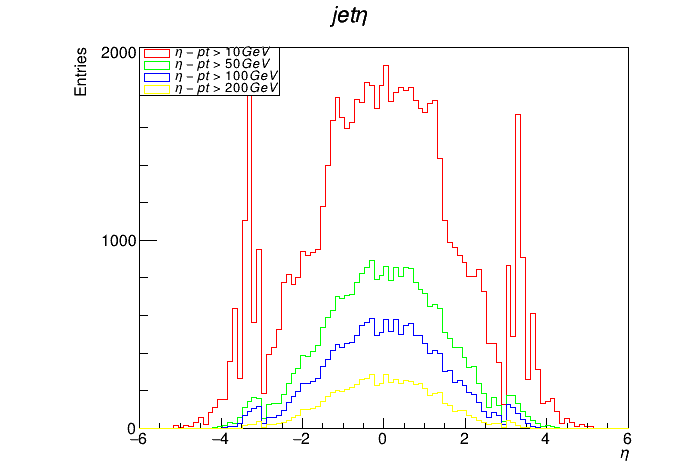 jetη
Entries
2000
η − pt > 10GeV
η − pt > 50GeV
η − pt > 100GeV
η − pt > 200GeV
1000
0
−6 −4 −2 0 2 4 6
η